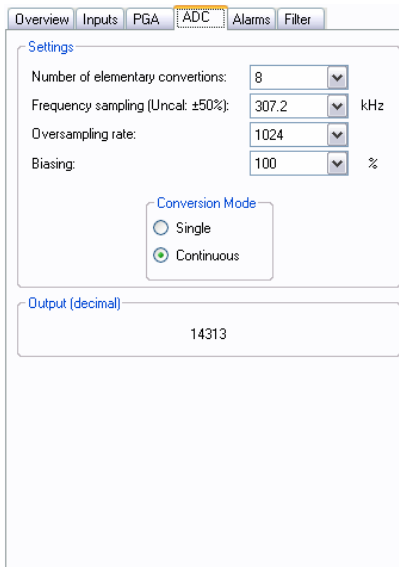 Overview Inputs PGA ADC Alarms Filter
Settings
Number of elementary convertions: 8
Frequency sampling (Uncal: ±50%): 307.2 kHz
Oversampling rate: 1024
Biasing: 100 %
Conversion Mode
Single
Continuous
Output (decimal)
14313